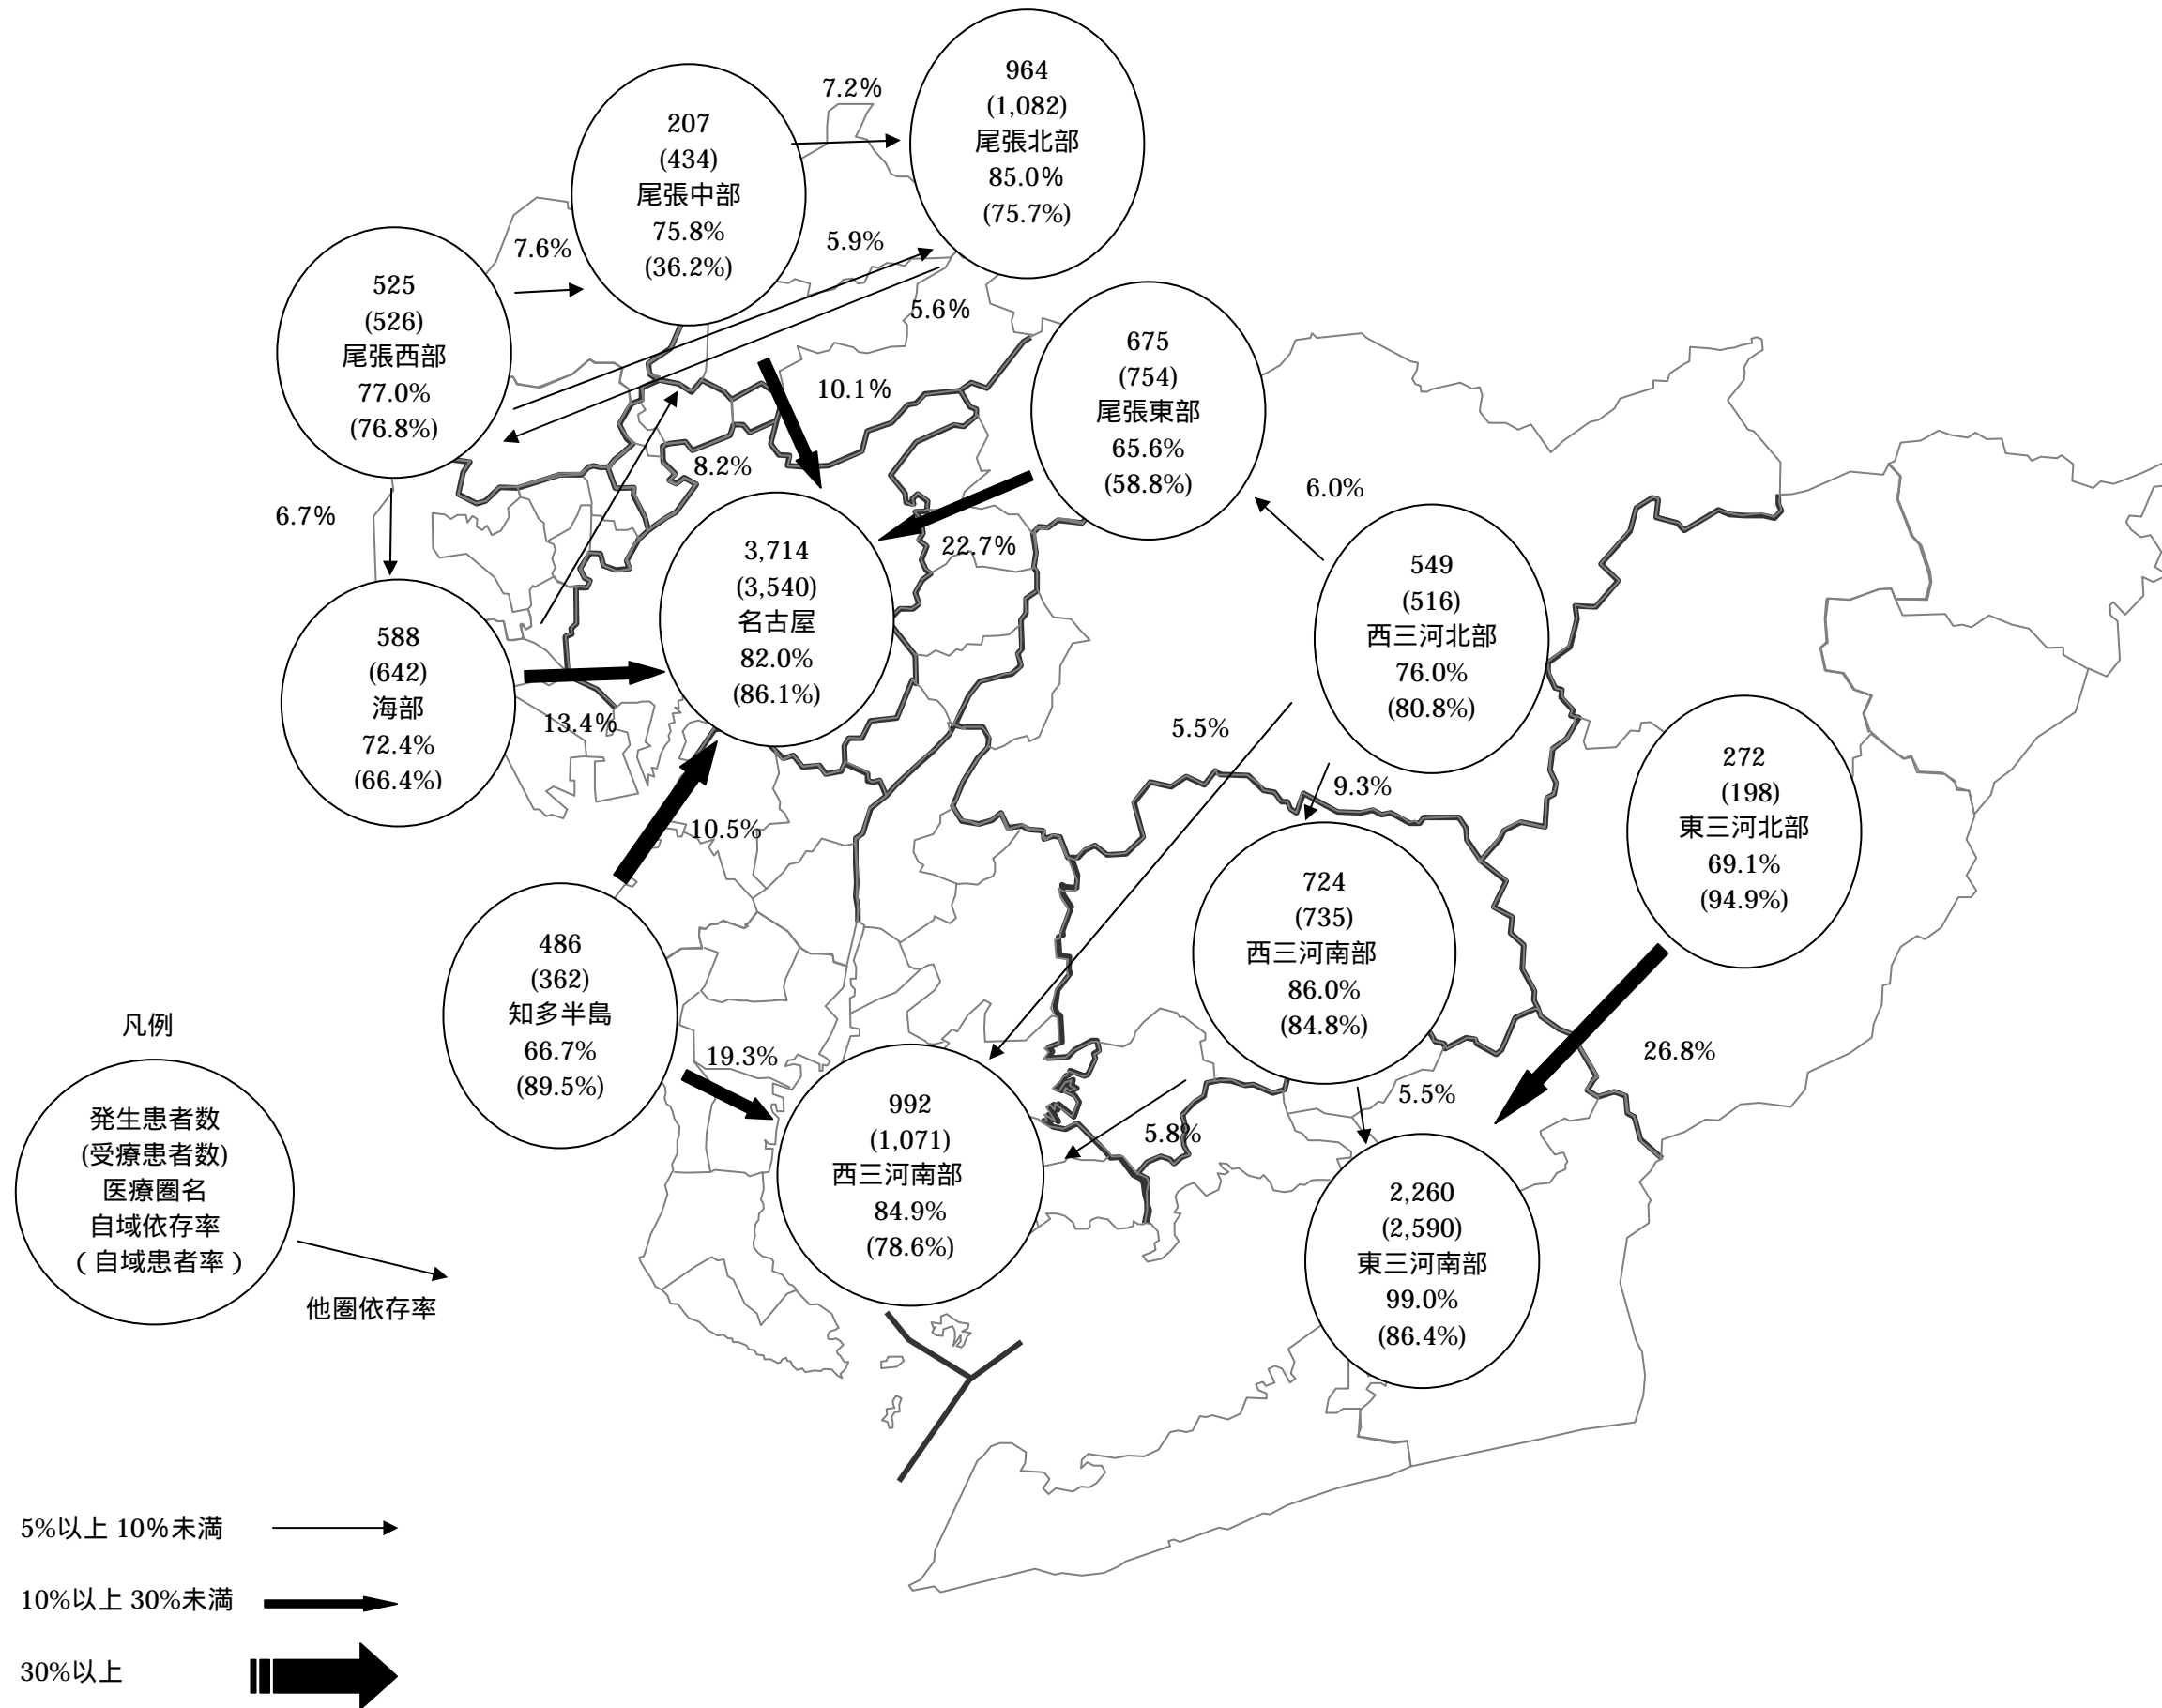 964
(1,082)
尾張北部
85.0%
(75.7%)
7.2%
207
(434)
尾張中部
75.8%
(36.2%)
7.6%
5.9%
5.6%
525
(526)
尾張西部
77.0%
(76.8%)
675
(754)
尾張東部
65.6%
(58.8%)
10.1%
8.2%
6.7%
6.0%
22.7%
3,714
(3,540)
名古屋
82.0%
(86.1%)
549
(516)
西三河北部
76.0%
(80.8%)
588
(642)
海部
72.4%
(66.4%)
13.4%
5.5%
9.3%
272
(198)
東三河北部
69.1%
(94.9%)
10.5%
724
(735)
西三河南部
86.0%
(84.8%)
486
(362)
知多半島
66.7%
(89.5%)
19.3%
26.8%
5.5%
5.8%
992
(1,071)
西三河南部
84.9%
(78.6%)
2,260
(2,590)
東三河南部
99.0%
(86.4%)
凡例
発生患者数
(受療患者数)
医療圏名
自域依存率
(自域患者率)
他圏依存率
5%以上 10%未満
10%以上 30%未満
30%以上